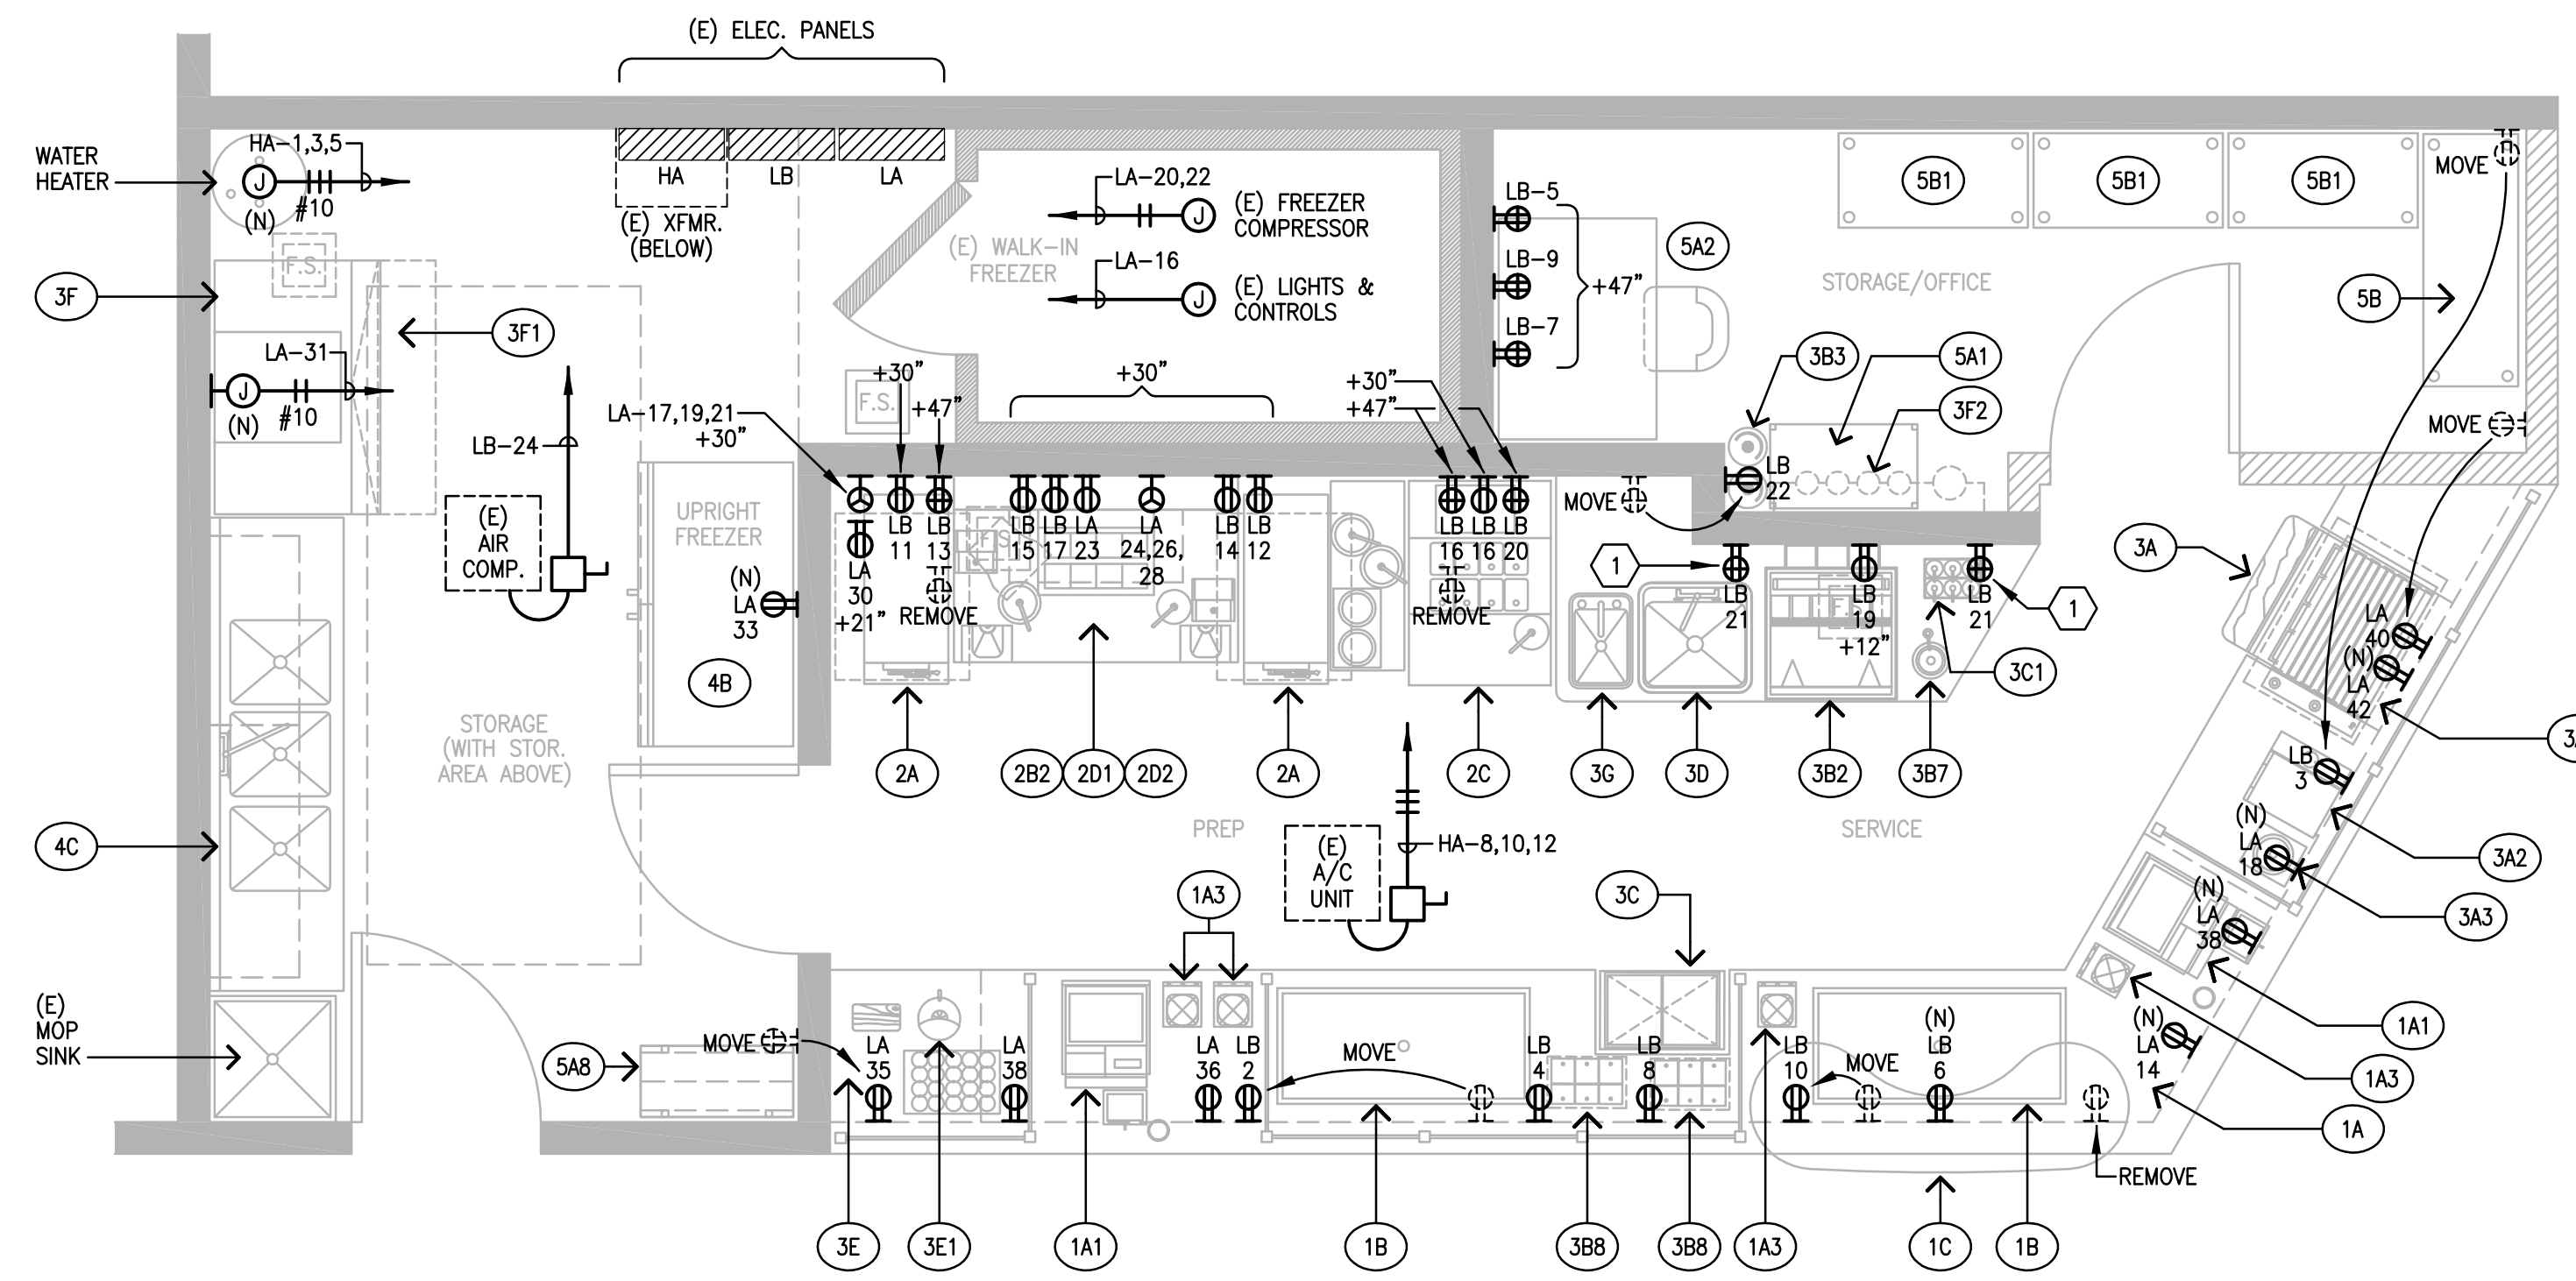 (E) ELEC. PANELS
WATER
HEATER
HA-1,3,5
J
(N)
#10
HA
LB
LA
(E) XFMR.
(BELOW)
F.S.
3F
3F1
LA-31
J
(N)
#10
LB-24
(E)
AIR
COMP.
UPRIGHT
FREEZER
(N)
LA
33
4B
STORAGE
(WITH STOR.
AREA ABOVE)
4C
(E)
MOP
SINK
5A8
MOVE
(E) WALK-IN
FREEZER
LA-20,22
J
(E) FREEZER
COMPRESSOR
LA-16
J
(E) LIGHTS &
CONTROLS
F.S.
+30"
+47"
LA-17,19,21
+30"
+30"
+30"
+47"
LB
11
LB
13
LA
30
+21"
REMOVE
F.S.
LB
15
LB
17
LA
23
LA
24,26,
28
LB
14
LB
12
LB
16
LB
16
LB
20
REMOVE
2A
2B2
2D1
2D2
2A
2C
3G
3D
3B2
3B7
LB-5
LB-9
LB-7
+47"
5A2
5B1
5B1
5B1
STORAGE/OFFICE
MOVE
5B
MOVE
3B3
5A1
3F2
LB
22
MOVE
1
LB
21
LB
19
+12"
LB
21
1
3C1
3A
LA
40
(N)
LA
42
LB
3
3A2
(N)
LA
18
3A3
(N)
LA
38
1A1
1A3
(N)
LA
14
1A
PREP
SERVICE
(E)
A/C
UNIT
HA-8,10,12
1A3
3C
LA
35
LA
38
LA
36
LB
2
MOVE
LB
4
LB
8
LB
10
MOVE
(N)
LB
6
REMOVE
3E
3E1
1A1
1B
3B8
3B8
1A3
1C
1B